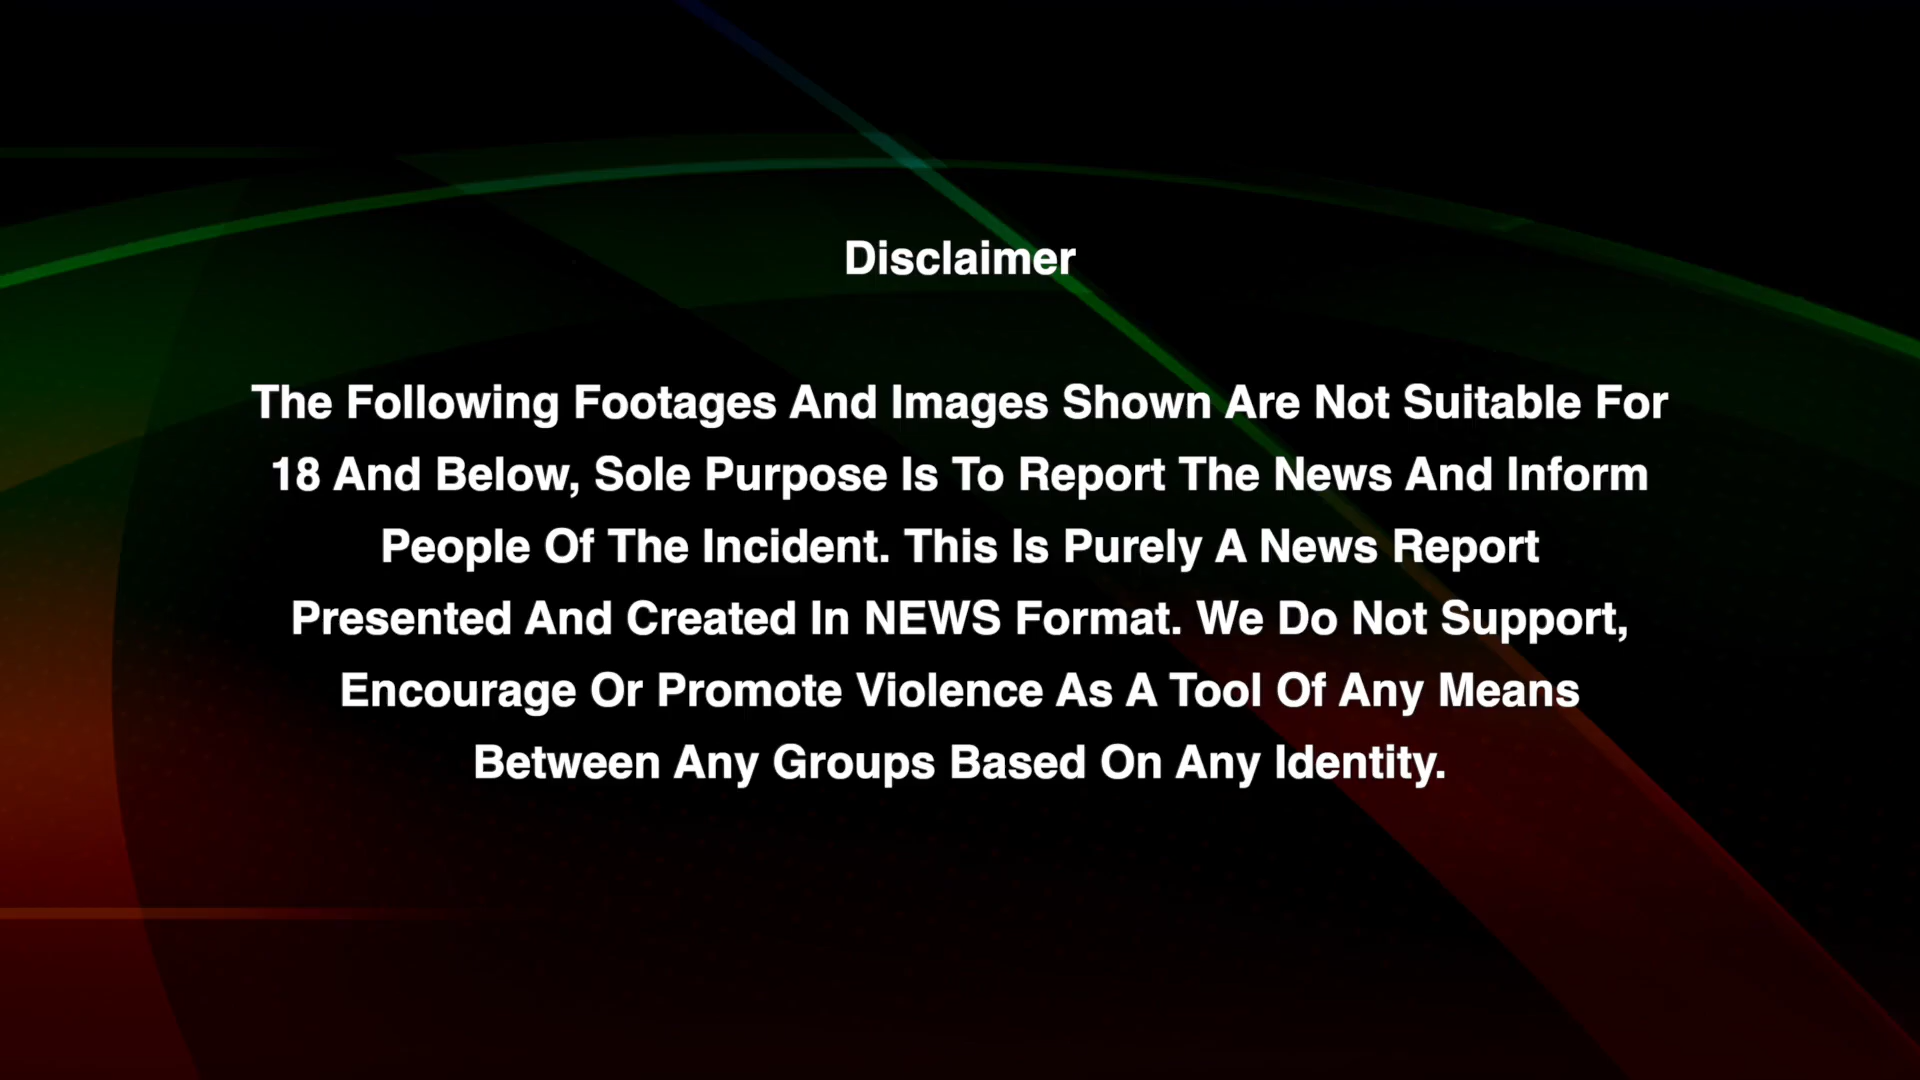 Disclaimer
The Following Footages And Images Shown Are Not Suitable For
18 And Below, Sole Purpose Is To Report The News And Inform
People Of The Incident. This Is Purely A News Report
Presented And Created In NEWS Format. We Do Not Support,
Encourage Or Promote Violence As A Tool Of Any Means
Between Any Groups Based On Any Identity.